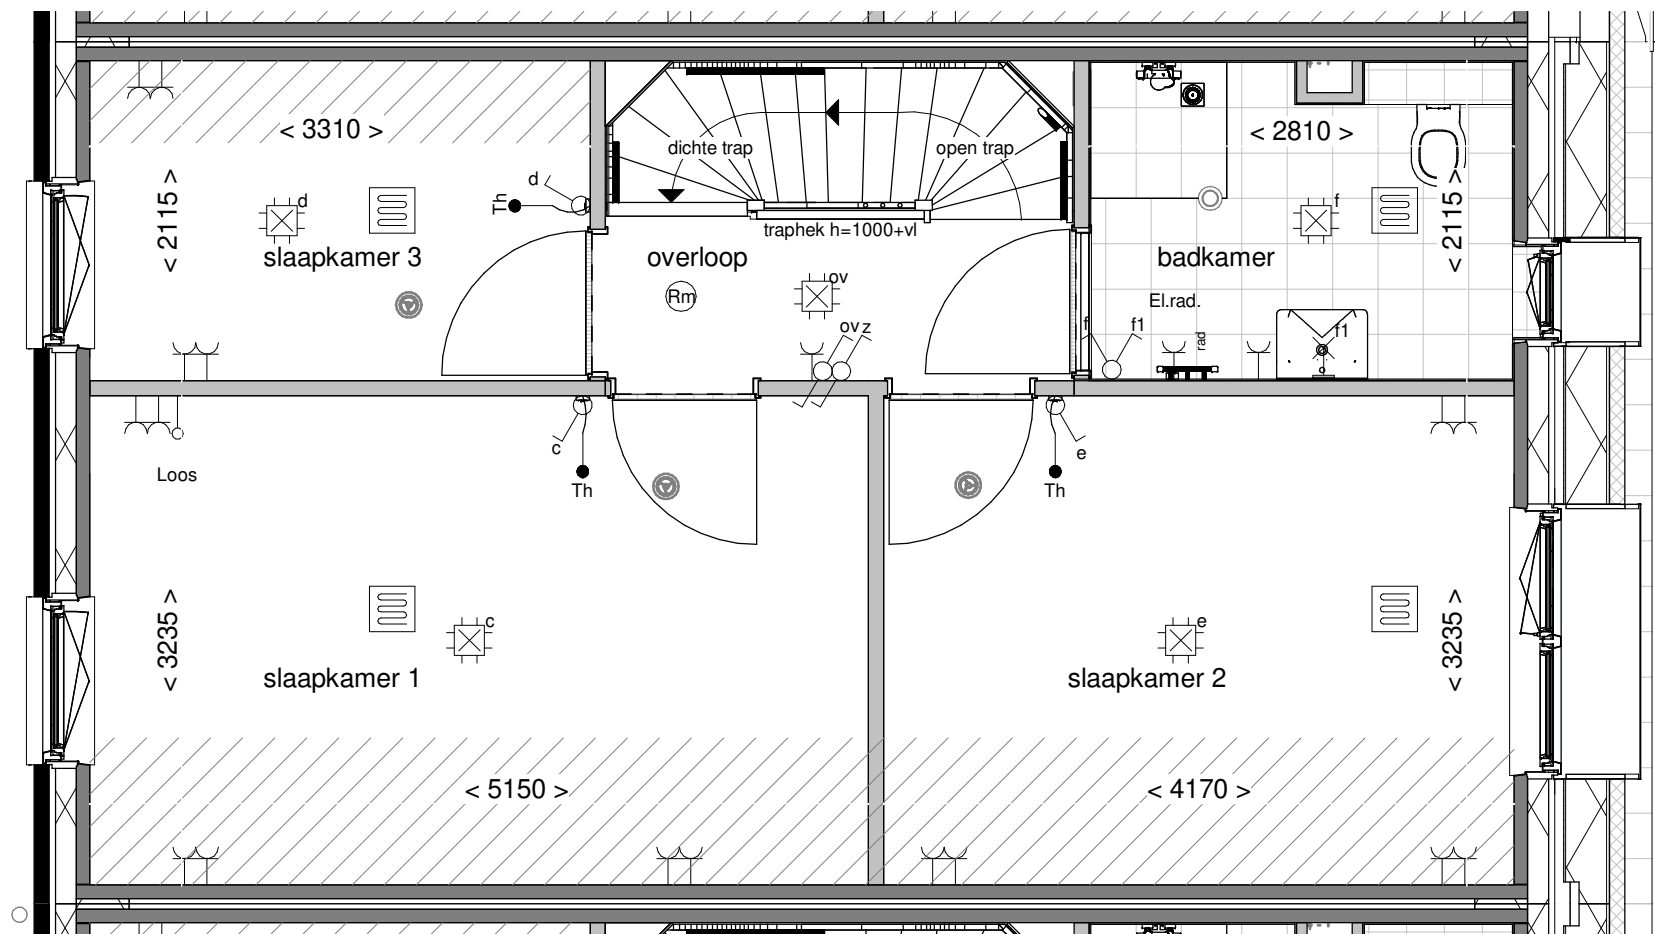 < 3310 >
dichte trap
open trap
< 2810 >
d
Th
d
< 2115 >
f
< 2115 >
traphek h=1000+vl
slaapkamer 3
overloop
badkamer
ov
Rm
El.rad.
f
f1
ov
z
rad
f1
c
e
Loos
Th
Th
< 3235 >
c
e
< 3235 >
slaapkamer 1
slaapkamer 2
< 5150 >
< 4170 >